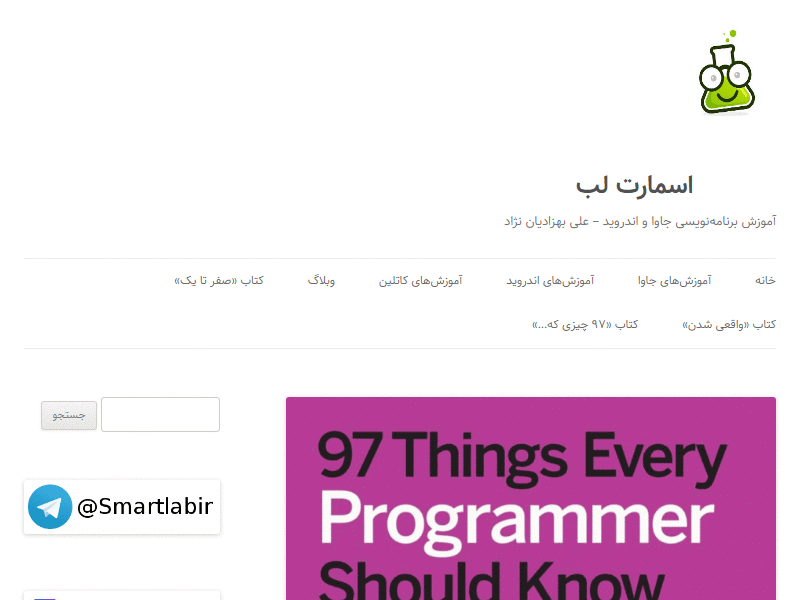 اسمارت لب
آموزش برنامه‌نویسی جاوا و اندروید – علی بهزادیان نژاد
خانه
آموزش‌های جاوا
آموزش‌های اندروید
آموزش‌های کاتلین
وبلاگ
کتاب «صفر تا یک»
کتاب «واقعی شدن»
کتاب «۹۷ چیزی که…»
جستجو
@Smartlabir
97 Things Every
Programmer
Should Know